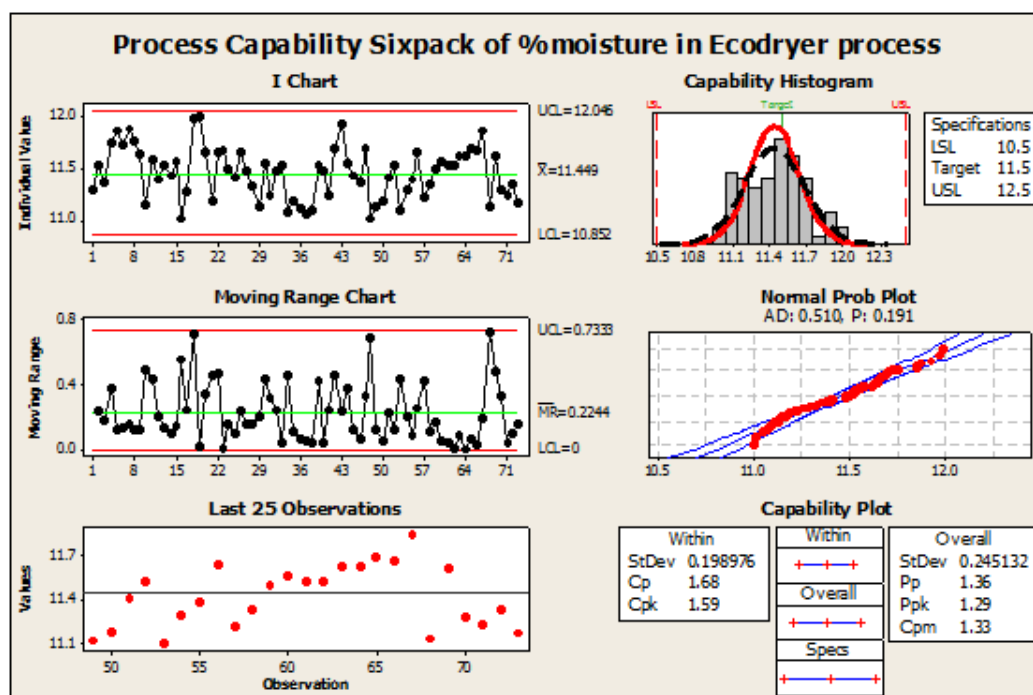 Process Capability Sixpack of %moisture in Ecodryer process
I Chart
Individual Value
12.0
11.5
11.0
UCL=12.046
X=11.449
LCL=10.852
1 8 15 22 29 36 43 50 57 64 71
Capability Histogram
LSL Target USL
10.5 10.8 11.1 11.4 11.7 12.0 12.3
Specifications
LSL 10.5
Target 11.5
USL 12.5
Moving Range Chart
Moving Range
0.8
0.4
0.0
UCL=0.7333
MR=0.2244
LCL=0
1 8 15 22 29 36 43 50 57 64 71
Normal Prob Plot
AD: 0.510, P: 0.191
10.5 11.0 11.5 12.0
Last 25 Observations
Values
11.7
11.4
11.1
50 55 60 65 70
Observation
Capability Plot
Within
StDev 0.198976
Cp 1.68
Cpk 1.59
Within
Overall
Specs
Overall
StDev 0.245132
Pp 1.36
Ppk 1.29
Cpm 1.33